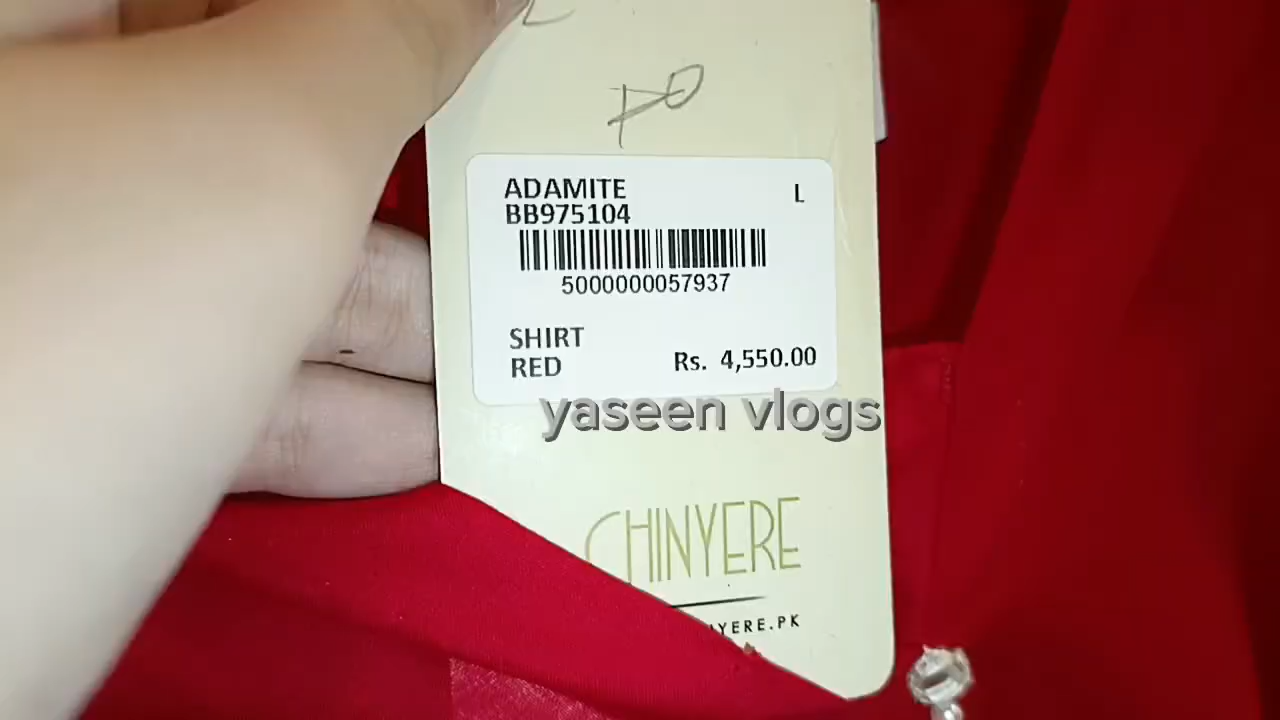 ADAMITE L
BB975104
5000000057937
SHIRT
RED Rs. 4,550.00
yaseen vlogs
CHINYERE